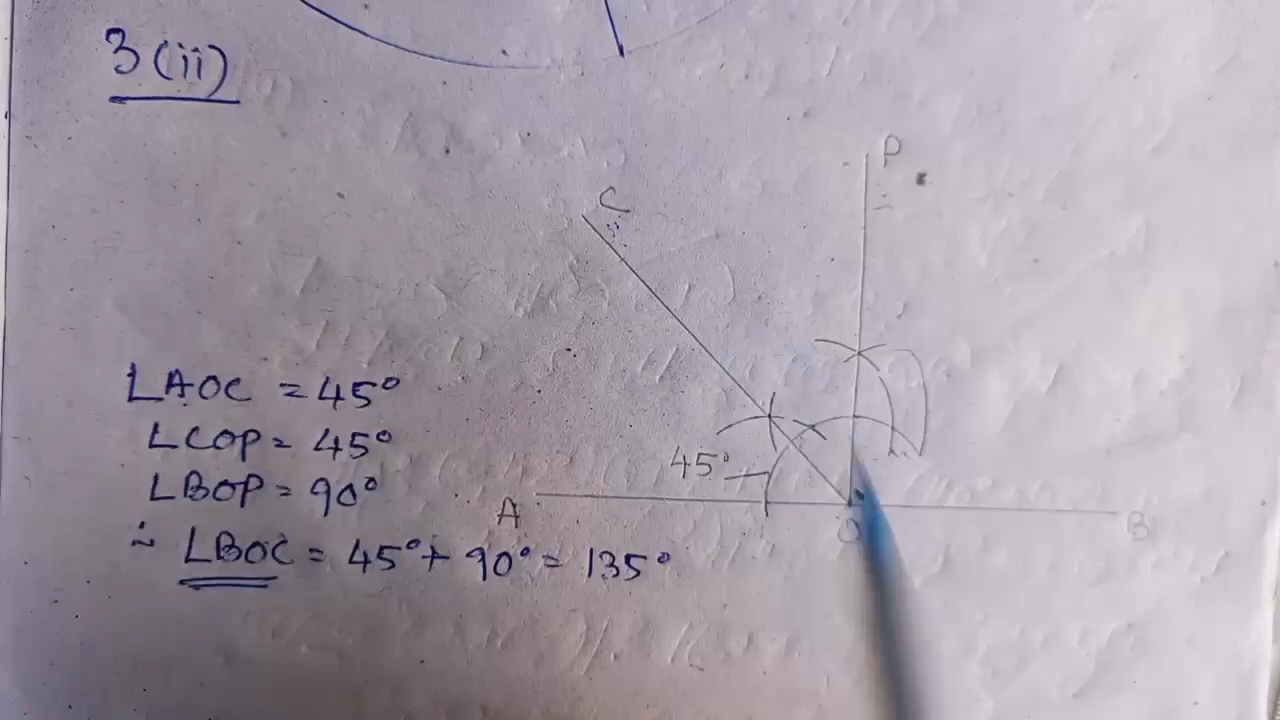 3(ii)
P
C
∠AOC = 45°
∠COP = 45°
45°
∠BOP = 90°
A
O
B
∴ ∠BOC = 45° + 90° = 135°